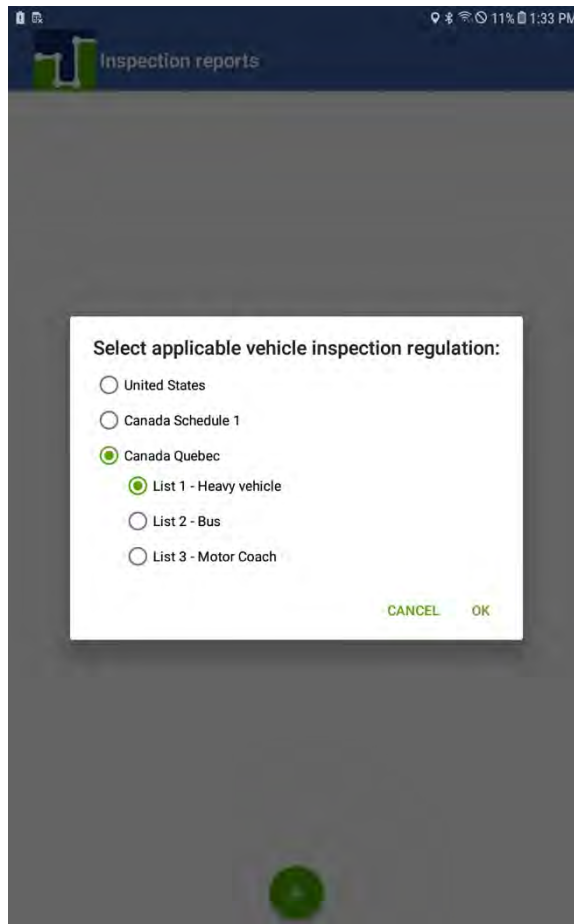 11% 1:33 PM
Inspection reports
Select applicable vehicle inspection regulation:
United States
Canada Schedule 1
Canada Quebec
List 1 - Heavy vehicle
List 2 - Bus
List 3 - Motor Coach
CANCEL OK